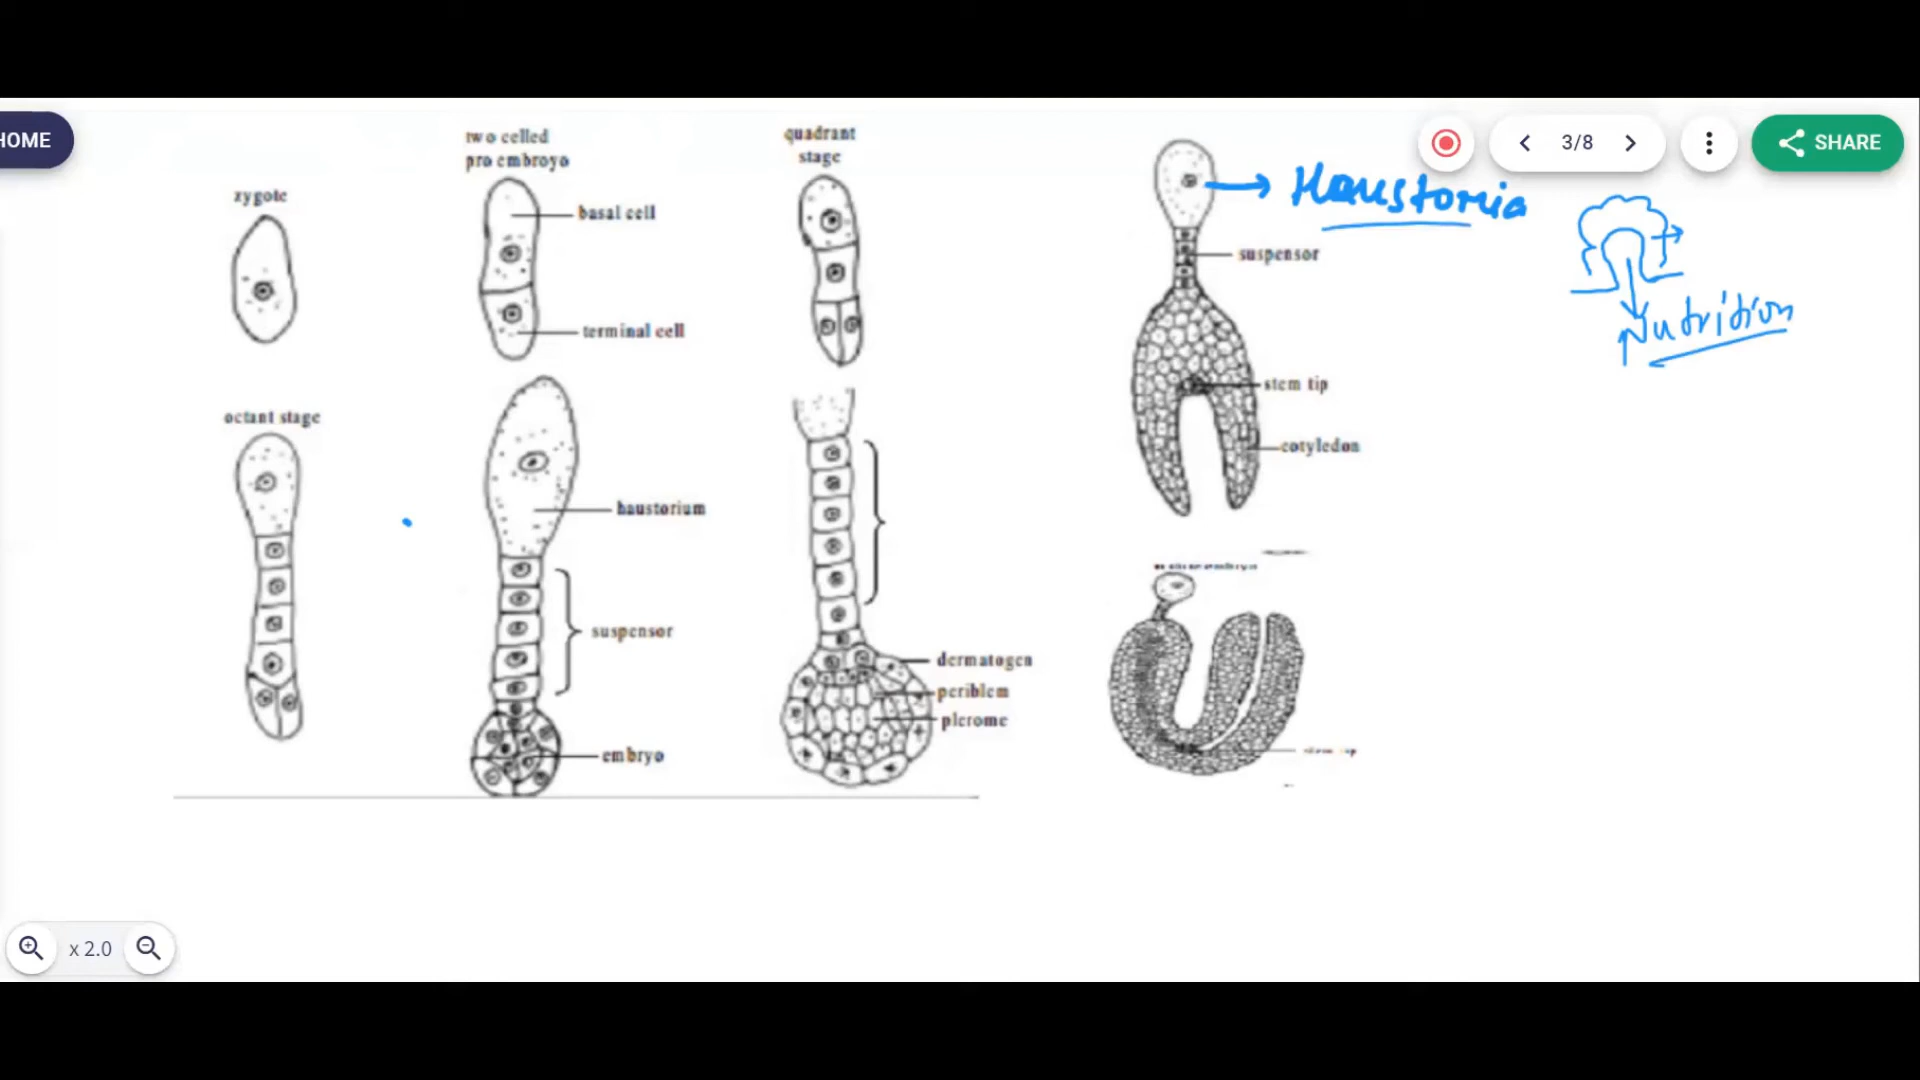 HOME
3/8
SHARE
zygote
two celled
pro embroyo
basal cell
terminal cell
quadrant
stage
Haustoria
suspensor
Nutrition
stem tip
cotyledon
octant stage
haustorium
suspensor
embryo
dermatogen
periblem
plerome
x 2.0